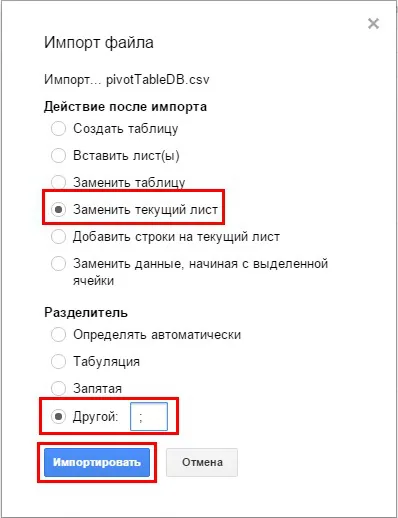 Импорт файла
Импорт... pivotTableDB.csv
Действие после импорта
Создать таблицу
Вставить лист(ы)
Заменить таблицу
Заменить текущий лист
Добавить строки на текущий лист
Заменить данные, начиная с выделенной
ячейки
Разделитель
Определять автоматически
Табуляция
Запятая
Другой: ;
Импортировать Отмена